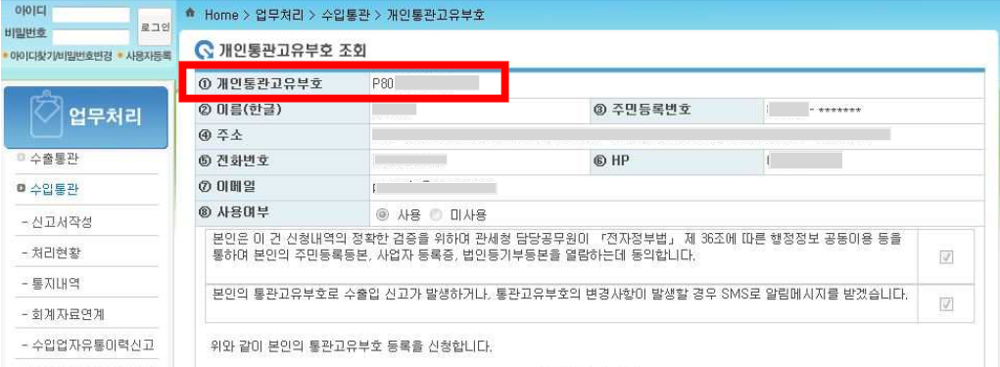 아이디
비밀번호
로그인
아이디찾기/비밀번호변경 사용자등록
업무처리
수출통관
수입통관
- 신고서작성
- 처리현황
- 통지내역
- 회계자료연계
- 수입업자유통이력신고
Home > 업무처리 > 수입통관 > 개인통관고유부호
개인통관고유부호 조회
① 개인통관고유부호 P80
② 이름(한글) ③ 주민등록번호 - *******
④ 주소
⑤ 전화번호 ⑥ HP
⑦ 이메일
⑧ 사용여부 사용 미사용
본인은 이 건 신청내역의 정확한 검증을 위하여 관세청 담당공무원이 「전자정부법」 제 36조에 따른 행정정보 공동이용 등을
통하여 본인의 주민등록등본, 사업자 등록증, 법인등기부등본을 열람하는데 동의합니다.
본인의 통관고유부호로 수출입 신고가 발생하거나, 통관고유부호의 변경사항이 발생할 경우 SMS로 알림메시지를 받겠습니다.
위와 같이 본인의 통관고유부호 등록을 신청합니다.